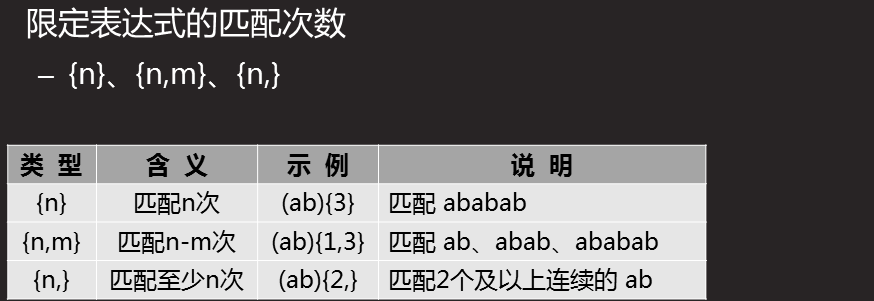 限定表达式的匹配次数
– {n}、{n,m}、{n,}
类 型 含 义 示 例 说 明
{n} 匹配n次 (ab){3} 匹配 ababab
{n,m} 匹配n-m次 (ab){1,3} 匹配 ab、abab、ababab
{n,} 匹配至少n次 (ab){2,} 匹配2个及以上连续的 ab